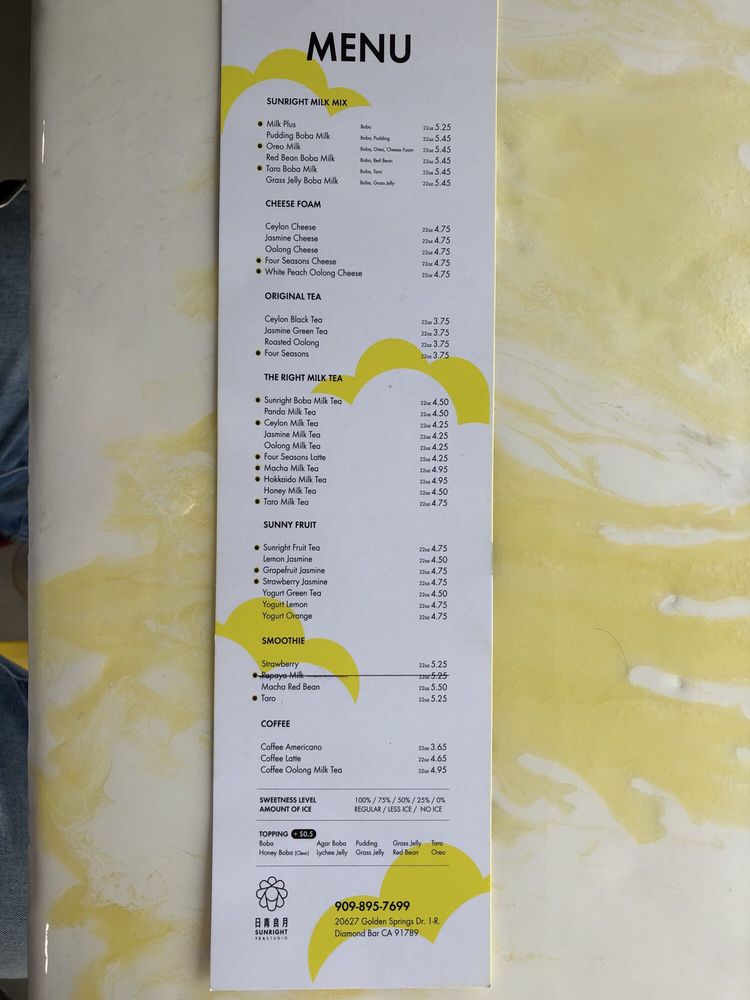 MENU
SUNRIGHT MILK MIX
Milk Plus Boba 22oz 5.25
Pudding Boba Milk Boba, Pudding 22oz 5.45
Oreo Milk Boba, Oreo, Cheese Foam 22oz 5.45
Red Bean Boba Milk Boba, Red Bean 22oz 5.45
Taro Boba Milk Boba, Taro 22oz 5.45
Grass Jelly Boba Milk Boba, Grass Jelly 22oz 5.45
CHEESE FOAM
Ceylon Cheese 22oz 4.75
Jasmine Cheese 22oz 4.75
Oolong Cheese 22oz 4.75
Four Seasons Cheese 22oz 4.75
White Peach Oolong Cheese 22oz 4.75
ORIGINAL TEA
Ceylon Black Tea 22oz 3.75
Jasmine Green Tea 22oz 3.75
Roasted Oolong 22oz 3.75
Four Seasons 22oz 3.75
THE RIGHT MILK TEA
Sunright Boba Milk Tea 22oz 4.50
Panda Milk Tea 22oz 4.50
Ceylon Milk Tea 22oz 4.25
Jasmine Milk Tea 22oz 4.25
Oolong Milk Tea 22oz 4.25
Four Seasons Latte 22oz 4.25
Macha Milk Tea 22oz 4.95
Hokkaido Milk Tea 22oz 4.95
Honey Milk Tea 22oz 4.50
Taro Milk Tea 22oz 4.75
SUNNY FRUIT
Sunright Fruit Tea 22oz 4.75
Lemon Jasmine 22oz 4.50
Grapefruit Jasmine 22oz 4.75
Strawberry Jasmine 22oz 4.75
Yogurt Green Tea 22oz 4.50
Yogurt Lemon 22oz 4.75
Yogurt Orange 22oz 4.75
SMOOTHIE
Strawberry 22oz 5.25
Papaya Milk 22oz 5.25
Macha Red Bean 22oz 5.50
Taro 22oz 5.25
COFFEE
Coffee Americano 22oz 3.65
Coffee Latte 22oz 4.65
Coffee Oolong Milk Tea 22oz 4.95
SWEETNESS LEVEL 100% / 75% / 50% / 25% / 0%
AMOUNT OF ICE REGULAR / LESS ICE / NO ICE
TOPPING + $0.5
Boba Agar Boba Pudding Grass Jelly Taro
Honey Boba (Clear) Lychee Jelly Grass Jelly Red Bean Oreo
日青良月
SUNRIGHT
TEA STUDIO
909-895-7699
20627 Golden Springs Dr. 1-R.
Diamond Bar CA 91789